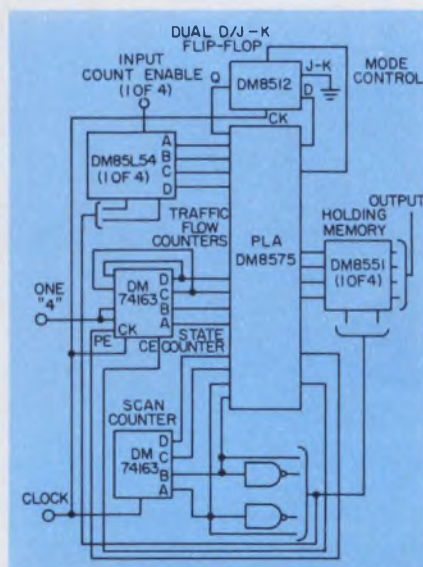 DUAL D/J-K
FLIP-FLOP
INPUT
COUNT ENABLE
(1 OF 4)
Q
DM8512
J-K
D
CK
MODE
CONTROL
DM85L54
(1 OF 4)
A
B
C
D
TRAFFIC
FLOW
COUNTERS
PLA
DM8575
HOLDING
MEMORY
OUTPUT
DM8551
(1 OF 4)
ONE
"4"
DM
74163
D
C
B
A
CK
PE
CE
STATE
COUNTER
SCAN
COUNTER
DM
74163
D
C
B
A
CLOCK